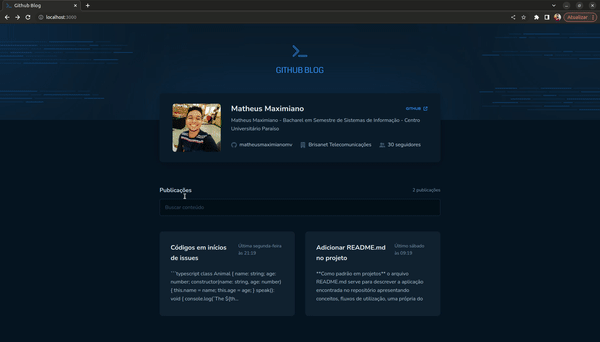 Github Blog
localhost:3000
Atualizar
GITHUB BLOG
Matheus Maximiano
GITHUB
Matheus Maximiano - Bacharel em Semestre de Sistemas de Informação - Centro
Universitário Paraíso
matheusmaximianomv
Brisanet Telecomunicações
30 seguidores
Publicações
2 publicações
Buscar conteúdo
Códigos em inícios
de issues
Última segunda-feira
às 21:19
```typescript class Animal { name: string; age:
number; constructor(name: string, age: number)
{ this.name = name; this.age = age; } speak():
void { console.log(`The ${th...
Adicionar README.md
no projeto
Último sábado
às 09:19
**Como padrão em projetos** o arquivo
README.md serve para descrever a aplicação
encontrada no repositório apresentando
conceitos, fluxos de utilização, uma própria do